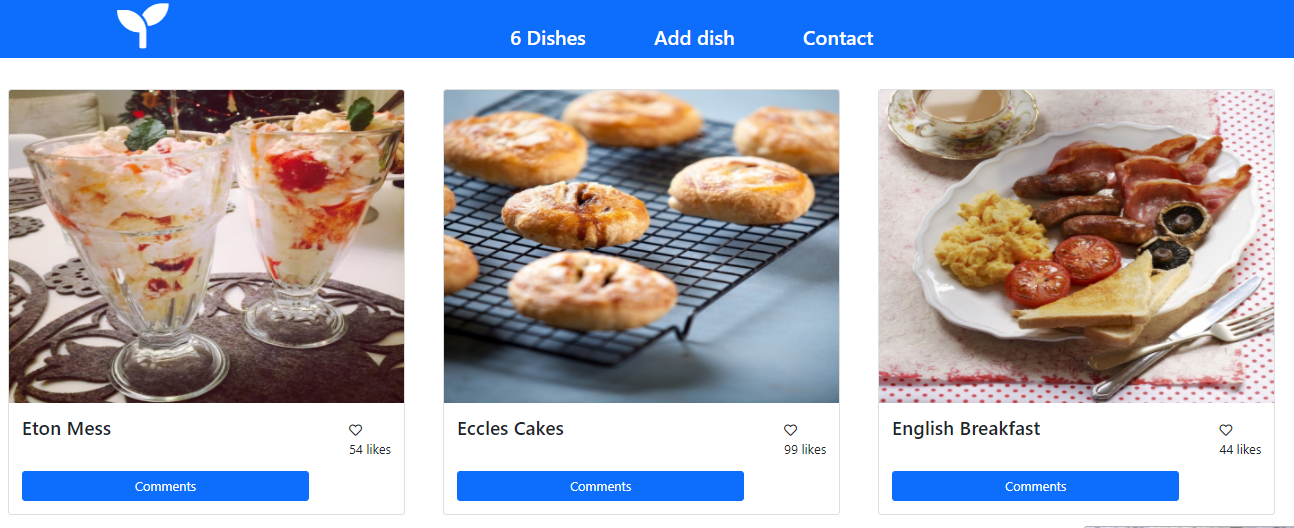 6 Dishes Add dish Contact
Eton Mess
54 likes
Comments
Eccles Cakes
99 likes
Comments
English Breakfast
44 likes
Comments